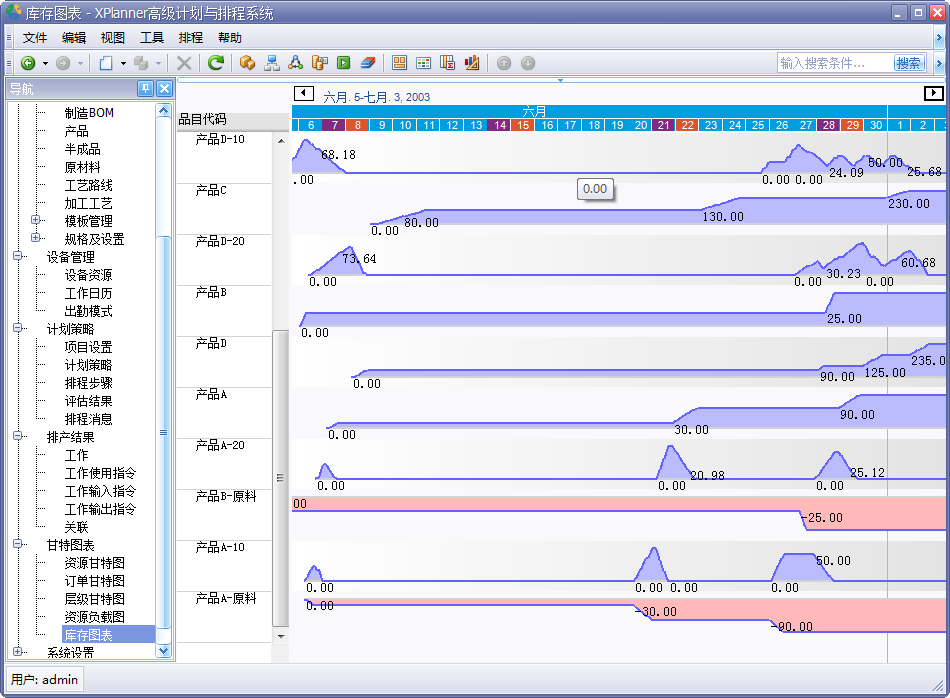 库存图表 - XPlanner高级计划与排程系统
文件 编辑 视图 工具 排程 帮助
输入搜索条件... 搜索
导航
制造BOM
产品
半成品
原材料
工艺路线
加工工艺
模板管理
规格及设置
设备管理
设备资源
工作日历
出勤模式
计划策略
项目设置
计划策略
排程步骤
评估结果
排程消息
排产结果
工作
工作使用指令
工作输入指令
工作输出指令
关联
甘特图表
资源甘特图
订单甘特图
层级甘特图
资源负载图
库存图表
系统设置
六月. 5-七月. 3, 2003
品目代码
六月
6 7 8 9 10 11 12 13 14 15 16 17 18 19 20 21 22 23 24 25 26 27 28 29 30 1 2
产品D-10
68.18 24.09 50.00 25.68
.00 0.00 0.00
0.00
产品C
0.00 80.00 130.00 230.00
产品D-20
73.64 30.23 60.68
0.00 0.00 0.00
产品B
0.00 25.00
产品D
0.00 90.00 125.00 235.0
产品A
0.00 30.00 90.00
产品A-20
20.98 25.12
0.00 0.00 0.00
产品B-原料
00 -25.00
产品A-10
50.00
0.00 0.00 0.00 0.00
产品A-原料
0.00 -30.00 -90.00
用户: admin